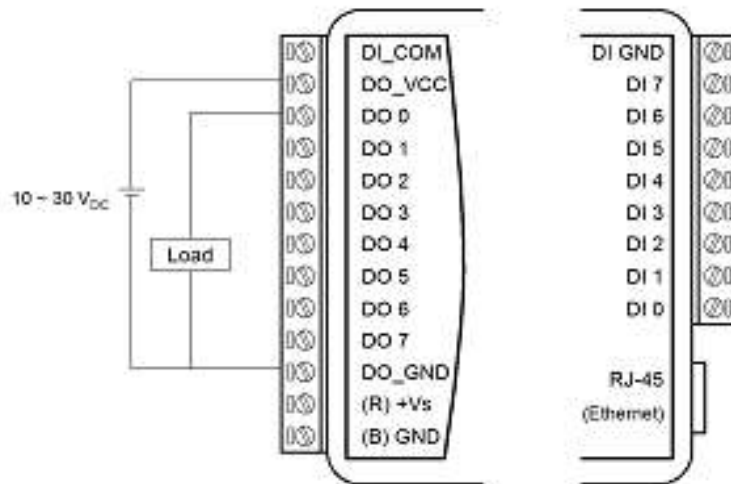 DI_COM
DO_VCC
DO 0
DO 1
DO 2
DO 3
DO 4
DO 5
DO 6
DO 7
DO_GND
(R) +Vs
(B) GND
10 ~ 30 VDC
Load
DI GND
DI 7
DI 6
DI 5
DI 4
DI 3
DI 2
DI 1
DI 0
RJ-45
(Ethernet)